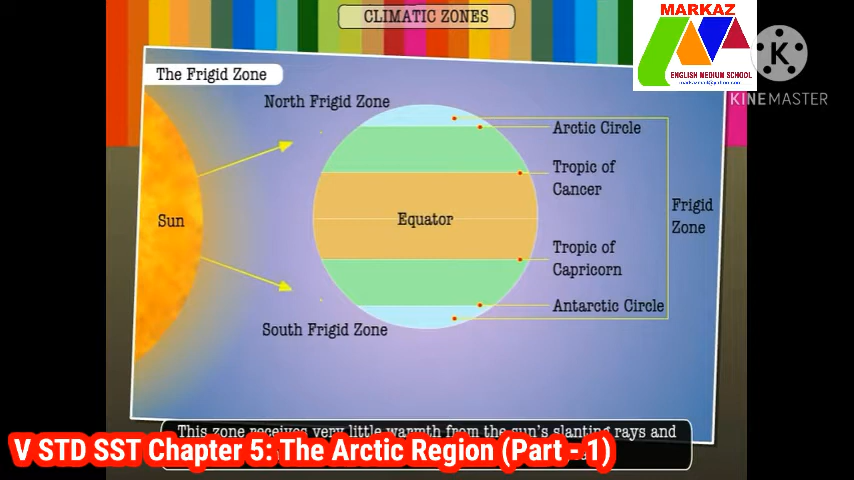 CLIMATIC ZONES
MARKAZ
ENGLISH MEDIUM SCHOOL
K
KINEMASTER
The Frigid Zone
North Frigid Zone
Arctic Circle
Tropic of
Cancer
Frigid
Zone
Sun
Equator
Tropic of
Capricorn
Antarctic Circle
South Frigid Zone
This zone receives very little warmth from the sun's slanting rays and
V STD SST Chapter 5: The Arctic Region (Part - 1)